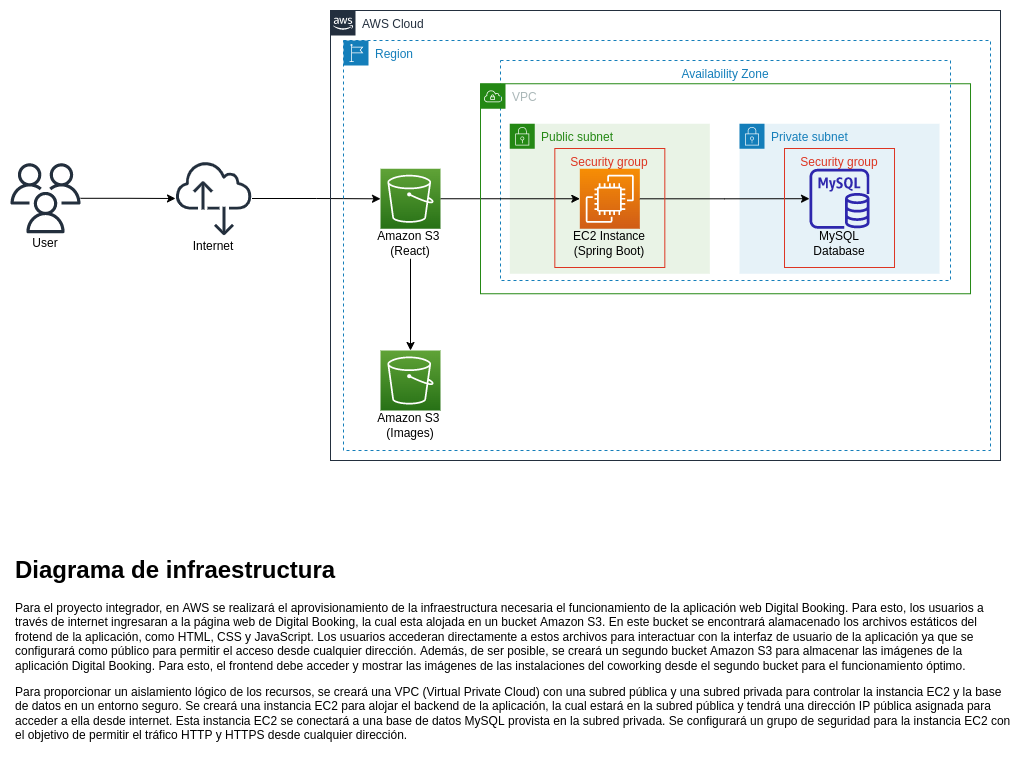 aws
AWS Cloud
Region
Availability Zone
VPC
Public subnet
Private subnet
Security group
Security group
MySQL
User
Internet
Amazon S3
(React)
EC2 Instance
(Spring Boot)
MySQL
Database
Amazon S3
(Images)
Diagrama de infraestructura
Para el proyecto integrador, en AWS se realizará el aprovisionamiento de la infraestructura necesaria el funcionamiento de la aplicación web Digital Booking. Para esto, los usuarios a
través de internet ingresaran a la página web de Digital Booking, la cual esta alojada en un bucket Amazon S3. En este bucket se encontrará alamacenado los archivos estáticos del
frotend de la aplicación, como HTML, CSS y JavaScript. Los usuarios accederan directamente a estos archivos para interactuar con la interfaz de usuario de la aplicación ya que se
configurará como público para permitir el acceso desde cualquier dirección. Además, de ser posible, se creará un segundo bucket Amazon S3 para almacenar las imágenes de la
aplicación Digital Booking. Para esto, el frontend debe acceder y mostrar las imágenes de las instalaciones del coworking desde el segundo bucket para el funcionamiento óptimo.
Para proporcionar un aislamiento lógico de los recursos, se creará una VPC (Virtual Private Cloud) con una subred pública y una subred privada para controlar la instancia EC2 y la base
de datos en un entorno seguro. Se creará una instancia EC2 para alojar el backend de la aplicación, la cual estará en la subred pública y tendrá una dirección IP pública asignada para
acceder a ella desde internet. Esta instancia EC2 se conectará a una base de datos MySQL provista en la subred privada. Se configurará un grupo de seguridad para la instancia EC2 con
el objetivo de permitir el tráfico HTTP y HTTPS desde cualquier dirección.